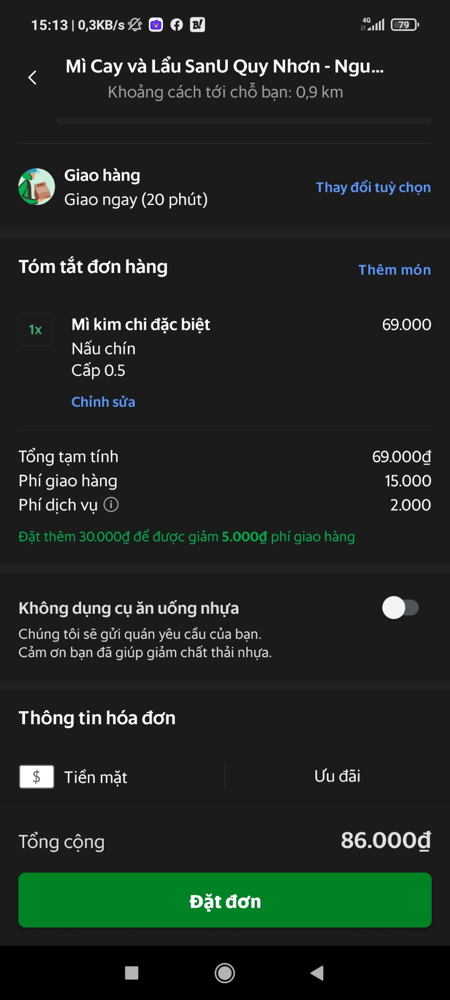 15:13 | 0,3KB/s
B!
4G
79
Mì Cay và Lẩu SanU Quy Nhơn - Ngu...
Khoảng cách tới chỗ bạn: 0,9 km
Giao hàng
Giao ngay (20 phút)
Thay đổi tuỳ chọn
Tóm tắt đơn hàng
Thêm món
1x
Mì kim chi đặc biệt
69.000
Nấu chín
Cấp 0.5
Chỉnh sửa
Tổng tạm tính
69.000₫
Phí giao hàng
15.000
Phí dịch vụ
2.000
Đặt thêm 30.000₫ để được giảm 5.000₫ phí giao hàng
Không dụng cụ ăn uống nhựa
Chúng tôi sẽ gửi quán yêu cầu của bạn.
Cảm ơn bạn đã giúp giảm chất thải nhựa.
Thông tin hóa đơn
$
Tiền mặt
Ưu đãi
Tổng cộng
86.000₫
Đặt đơn